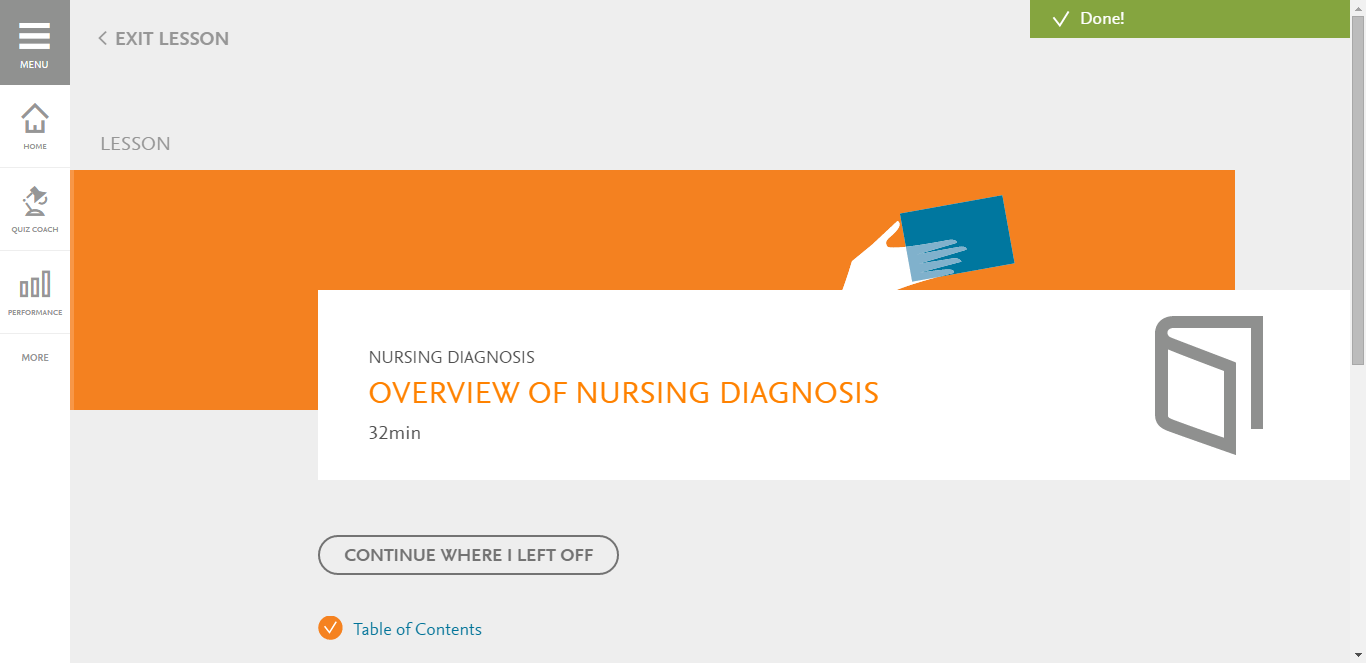 MENU
HOME
QUIZ COACH
PERFORMANCE
MORE
EXIT LESSON
Done!
LESSON
NURSING DIAGNOSIS
OVERVIEW OF NURSING DIAGNOSIS
32min
CONTINUE WHERE I LEFT OFF
Table of Contents